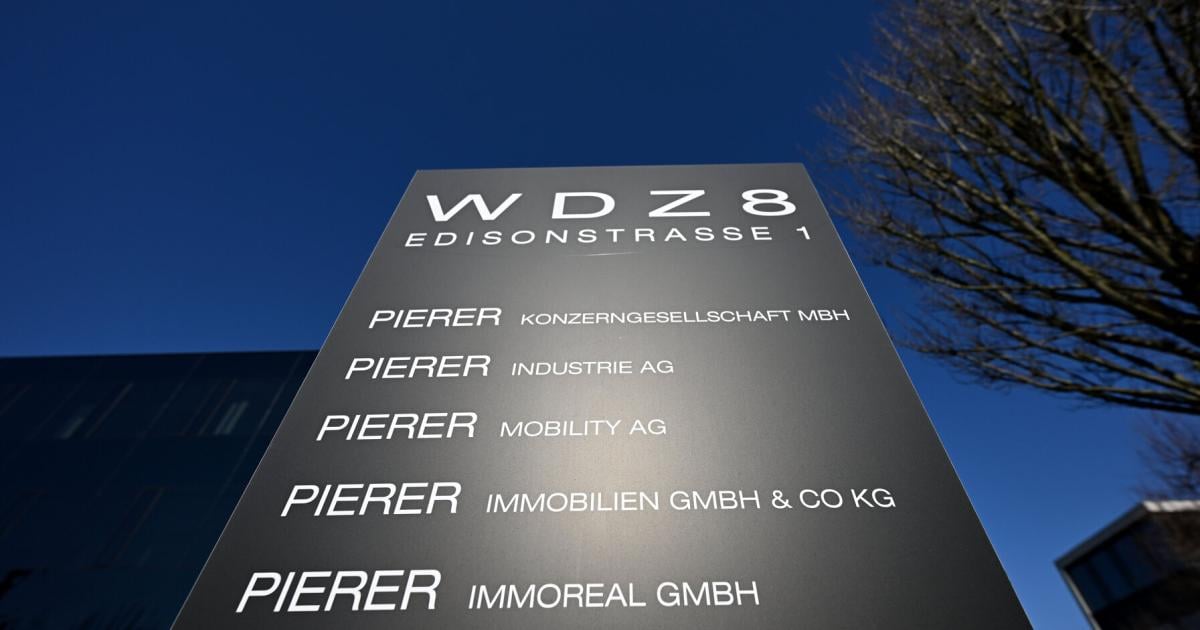 WDZ8
EDISONSTRASSE 1
PIERER KONZERNGESELLSCHAFT MBH
PIERER INDUSTRIE AG
PIERER MOBILITY AG
PIERER IMMOBILIEN GMBH & CO KG
PIERER IMMOREAL GMBH